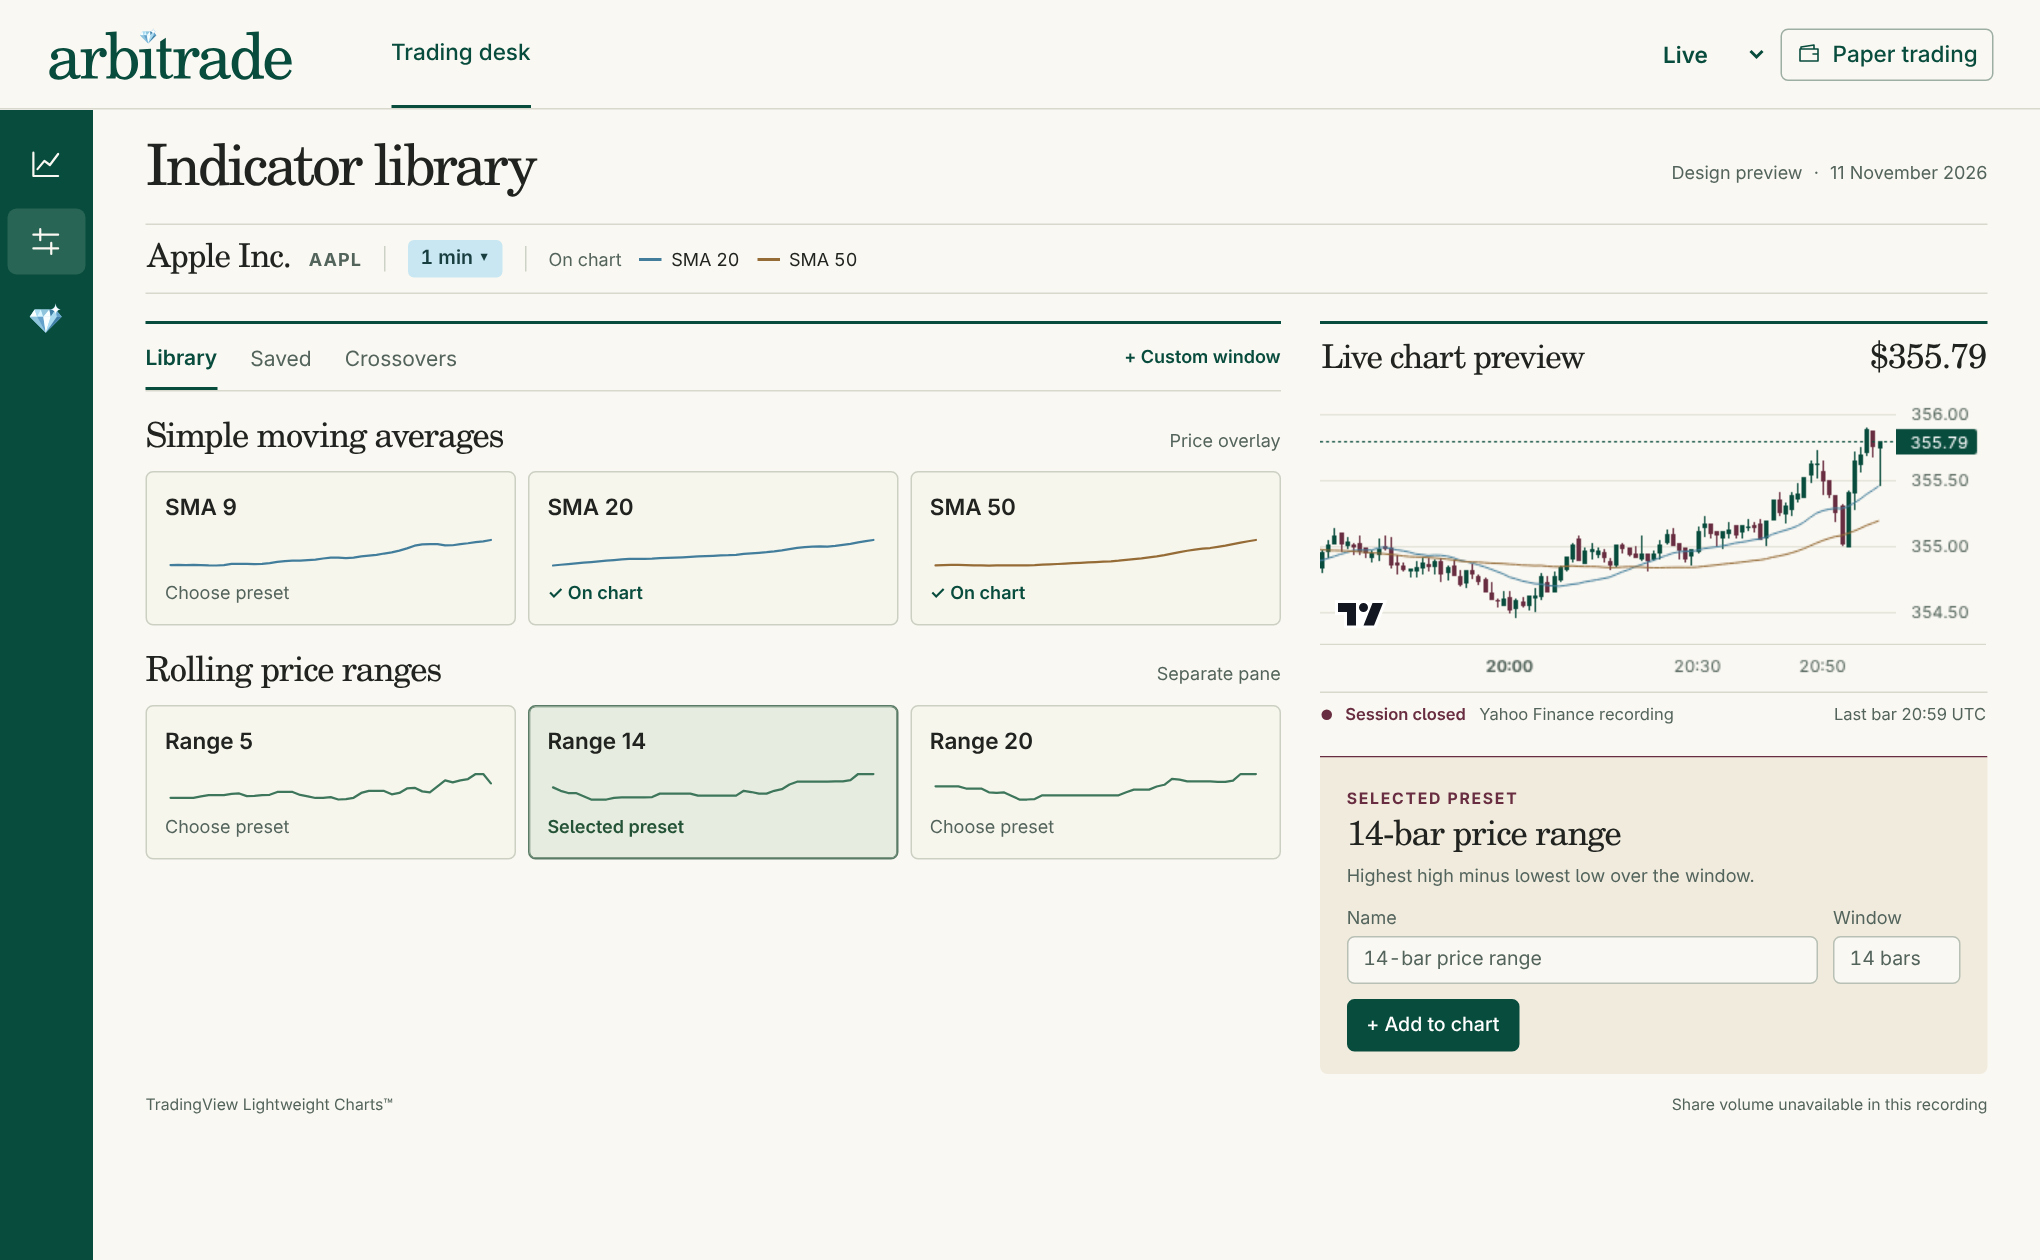 arbitrade
Trading desk
Live
Paper trading
Indicator library
Design preview · 11 November 2026
Apple Inc. AAPL
1 min ▾
On chart
SMA 20
SMA 50
Library
Saved
Crossovers
+ Custom window
Simple moving averages
Price overlay
SMA 9
Choose preset
SMA 20
✓ On chart
SMA 50
✓ On chart
Rolling price ranges
Separate pane
Range 5
Choose preset
Range 14
Selected preset
Range 20
Choose preset
Live chart preview
$355.79
356.00
355.79
355.50
355.00
354.50
20:00
20:30
20:50
Session closed
Yahoo Finance recording
Last bar 20:59 UTC
SELECTED PRESET
14-bar price range
Highest high minus lowest low over the window.
Name
Window
14-bar price range
14 bars
+ Add to chart
TradingView Lightweight Charts™
Share volume unavailable in this recording